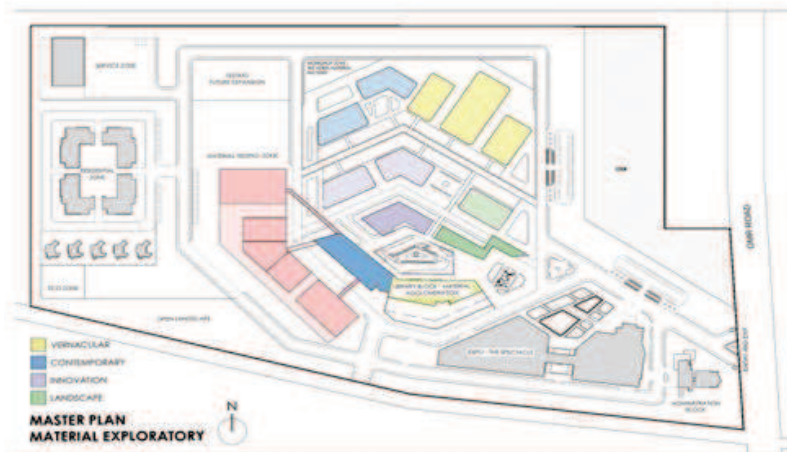 SERVICE ZONE
FUTURE EXPANSION
MATERIAL TESTING ZONE
RESIDENTIAL
ZONE
LIBRARY BLOCK - MATERIAL
AGGLOMERATION
OPEN LANDSCAPE
EXPO - THE SPECTACLE
ADMINISTRATION
BLOCK
OMR ROAD
VERNACULAR
CONTEMPORARY
INNOVATION
LANDSCAPE
MASTER PLAN
MATERIAL EXPLORATORY
N